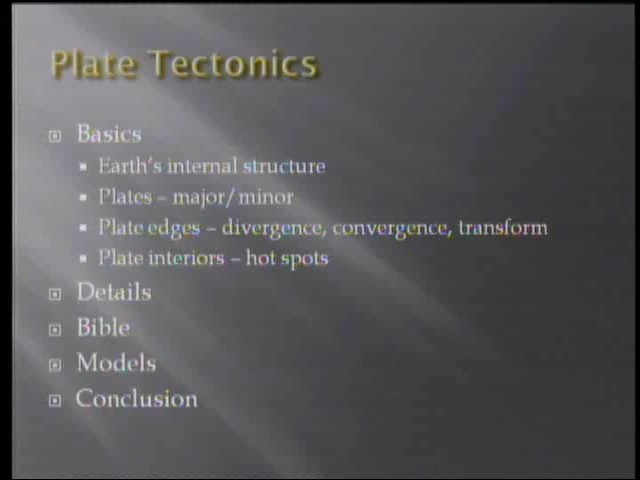 Plate Tectonics
Basics
Earth's internal structure
Plates – major/minor
Plate edges – divergence, convergence, transform
Plate interiors – hot spots
Details
Bible
Models
Conclusion